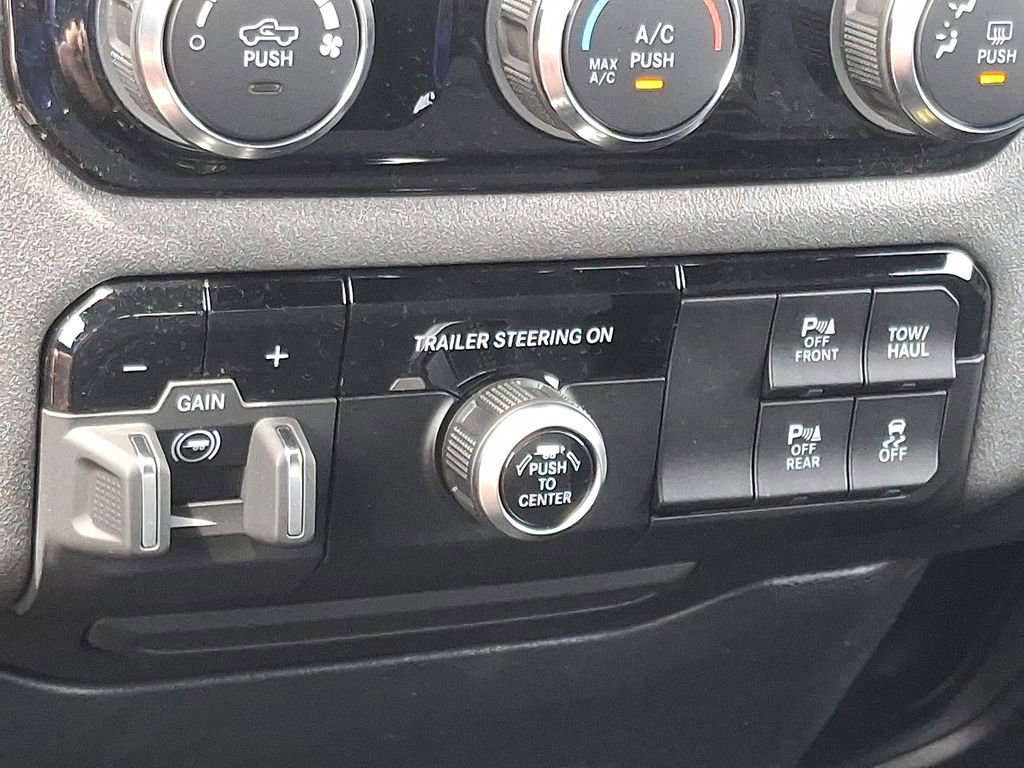 PUSH
A/C
MAX
A/C
PUSH
PUSH
- +
GAIN
TRAILER STEERING ON
PUSH
TO
CENTER
P
OFF
FRONT
TOW/
HAUL
P
OFF
REAR
OFF